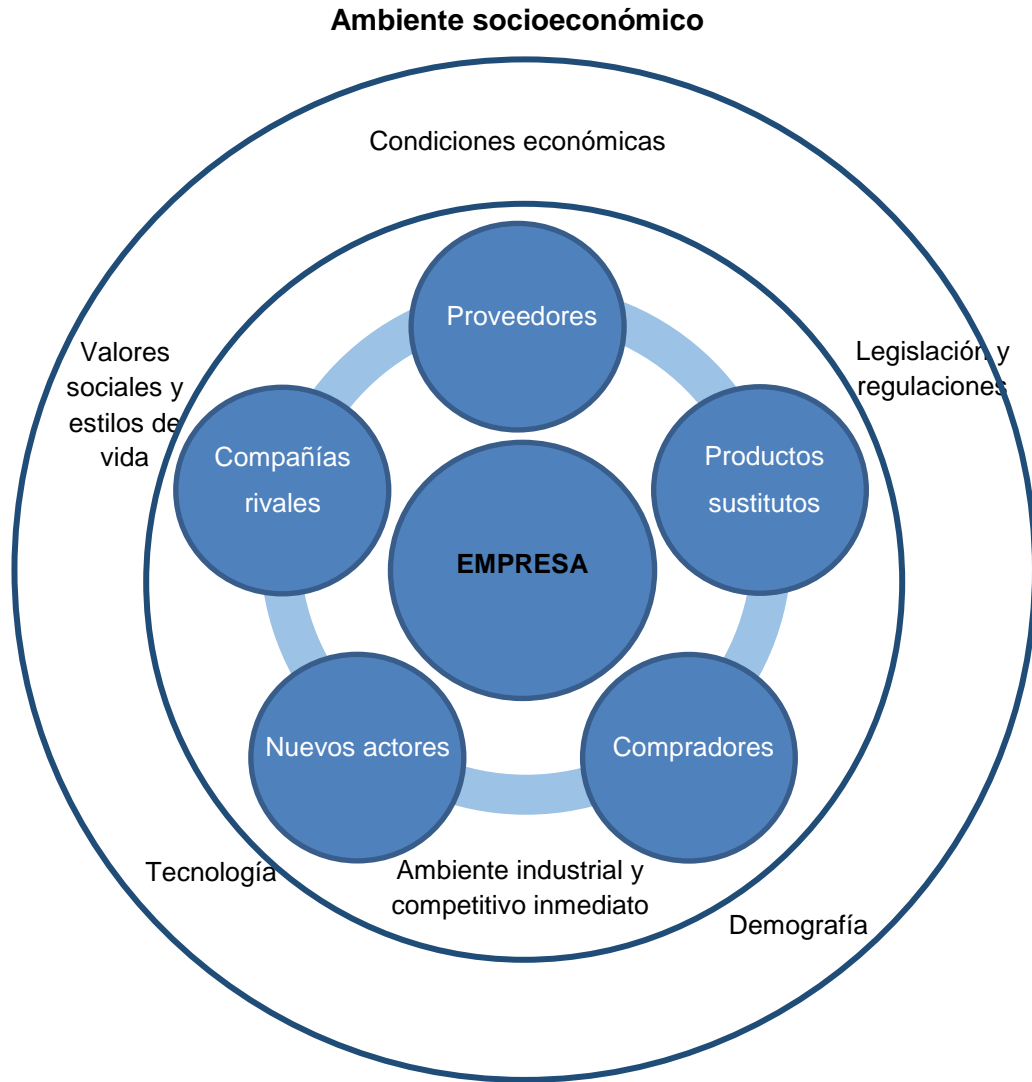 Ambiente socioeconómico
Condiciones económicas
Proveedores
Valores
sociales y
estilos de
vida
Legislación y
regulaciones
Compañías
rivales
Productos
sustitutos
EMPRESA
Nuevos actores
Compradores
Tecnología
Ambiente industrial y
competitivo inmediato
Demografía